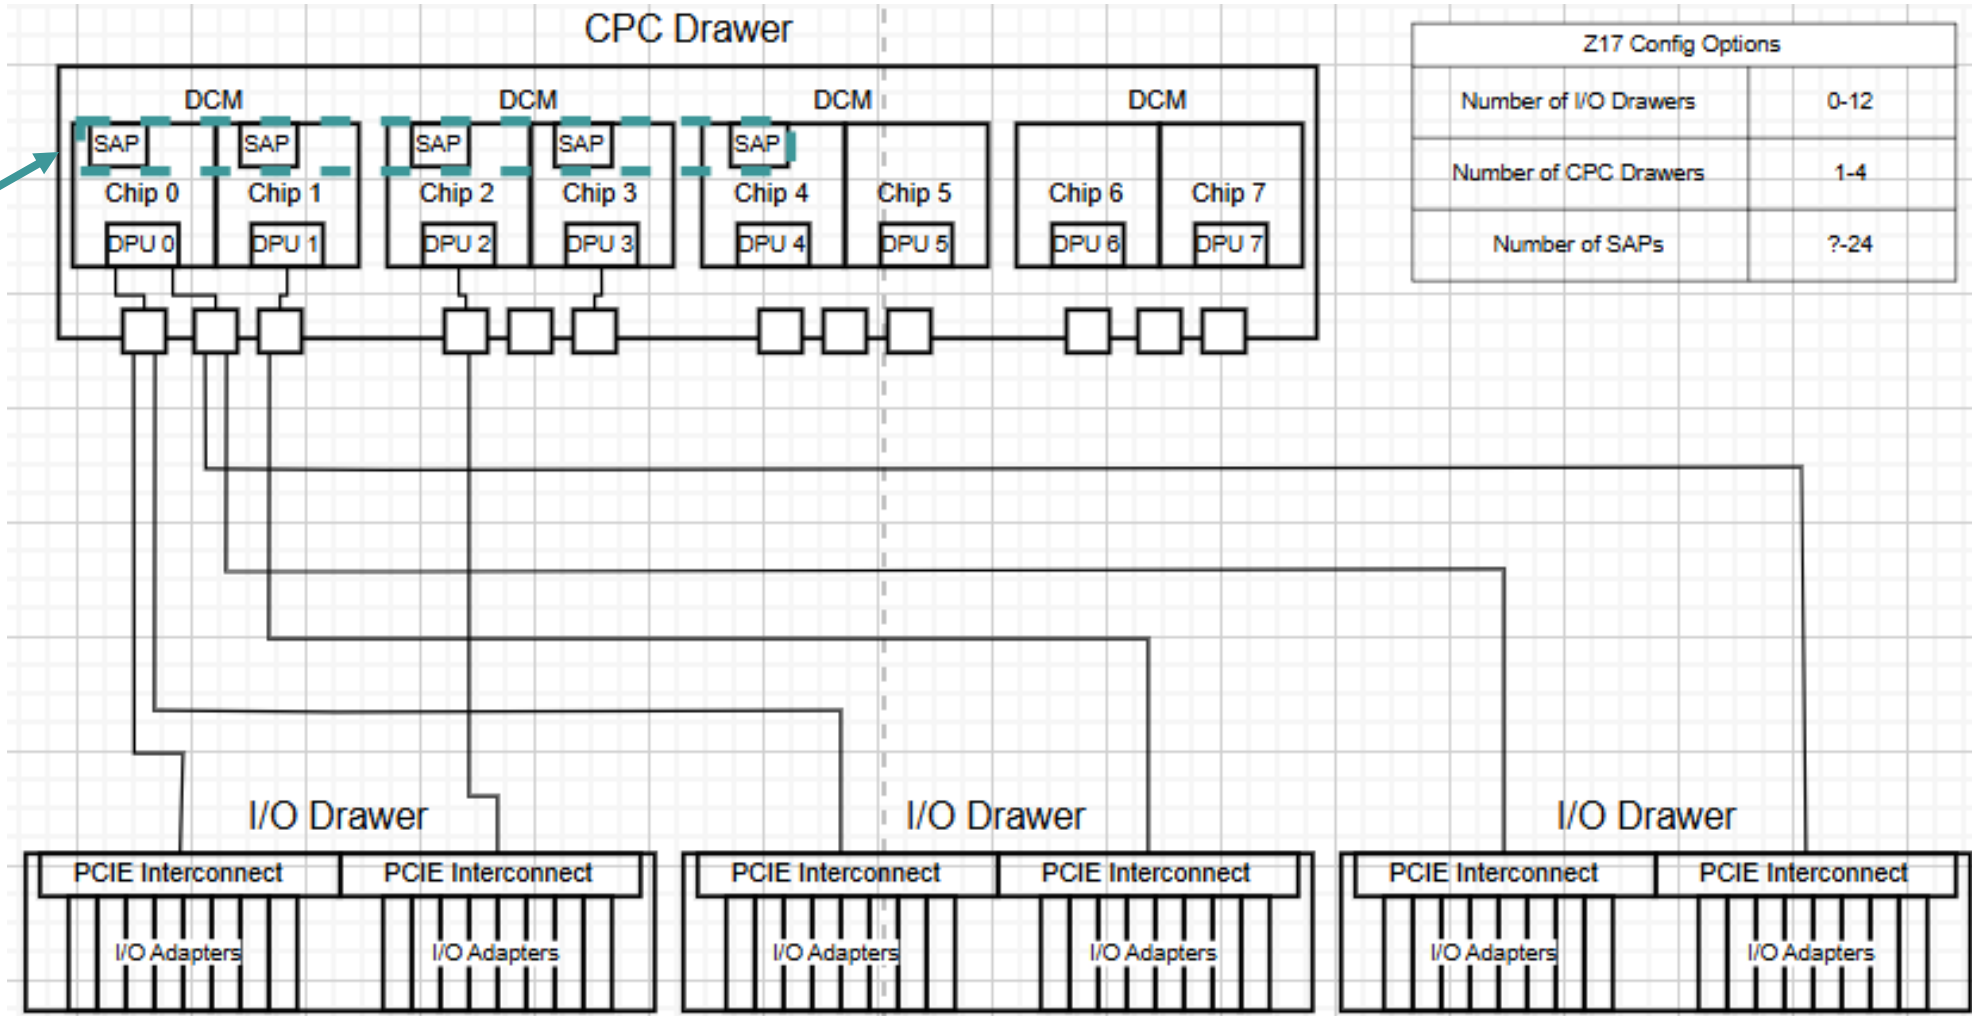 CPC Drawer
Z17 Config Options
Number of I/O Drawers 0-12
Number of CPC Drawers 1-4
Number of SAPs ?-24
DCM DCM DCM DCM
SAP SAP SAP SAP SAP
Chip 0 Chip 1 Chip 2 Chip 3 Chip 4 Chip 5 Chip 6 Chip 7
DPU 0 DPU 1 DPU 2 DPU 3 DPU 4 DPU 5 DPU 6 DPU 7
I/O Drawer I/O Drawer I/O Drawer
PCIE Interconnect PCIE Interconnect PCIE Interconnect PCIE Interconnect PCIE Interconnect PCIE Interconnect
I/O Adapters I/O Adapters I/O Adapters I/O Adapters I/O Adapters I/O Adapters